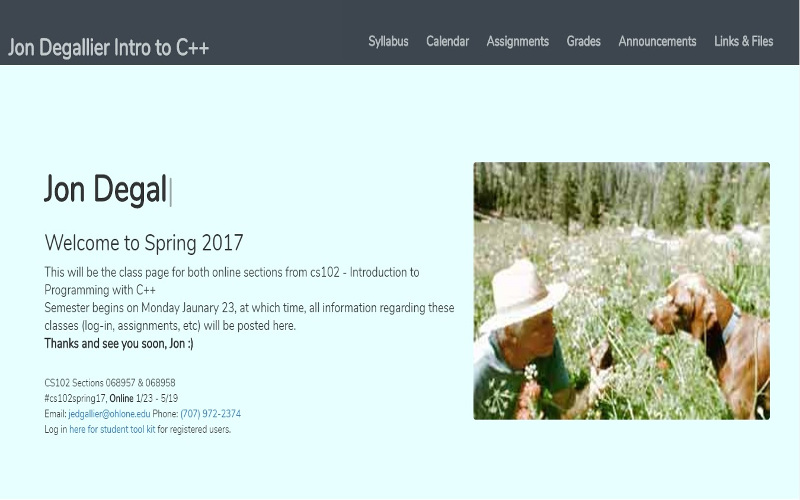 Jon Degallier Intro to C++
Syllabus Calendar Assignments Grades Announcements Links & Files
Jon Degal
Welcome to Spring 2017
This will be the class page for both online sections from cs102 - Introduction to
Programming with C++
Semester begins on Monday Jaunary 23, at which time, all information regarding these
classes (log-in, assignments, etc) will be posted here.
Thanks and see you soon, Jon :)
CS102 Sections 068957 & 068958
#cs102spring17, Online 1/23 - 5/19
Email: jedgallier@ohlone.edu Phone: (707) 972-2374
Log in here for student tool kit for registered users.